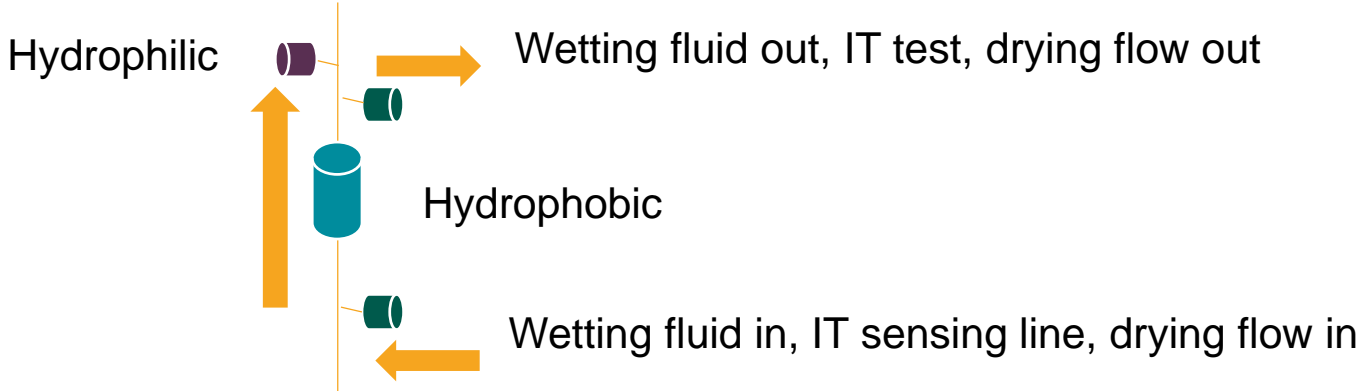 Hydrophilic
Wetting fluid out, IT test, drying flow out
Hydrophobic
Wetting fluid in, IT sensing line, drying flow in